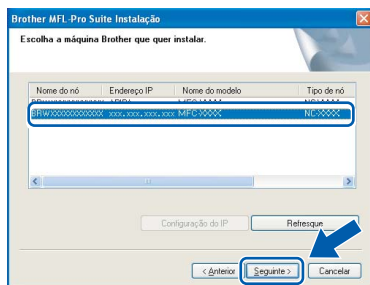 Brother MFL-Pro Suite Instalação
Escolha a máquina Brother que quer instalar.
Nome do nó Endereço IP Nome do modelo Tipo de nó
BRWXXXXXXXXXXXX xxx.xxx.xxx.xxx MFC-XXXX NC-XXXX
Configuração do IP Refresque
< Anterior Seguinte > Cancelar